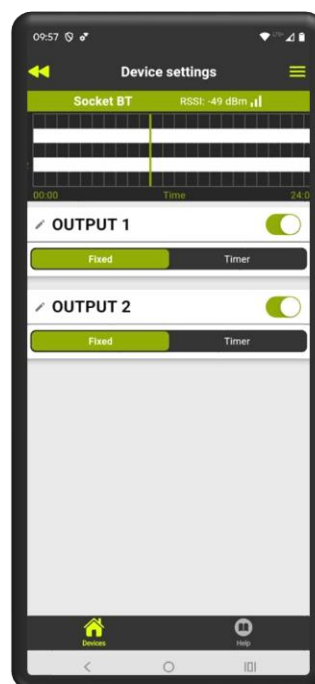 09:57
Device settings
Socket BT RSSI: -49 dBm
00:00 Time 24:0
OUTPUT 1
Fixed Timer
OUTPUT 2
Fixed Timer
Devices Help